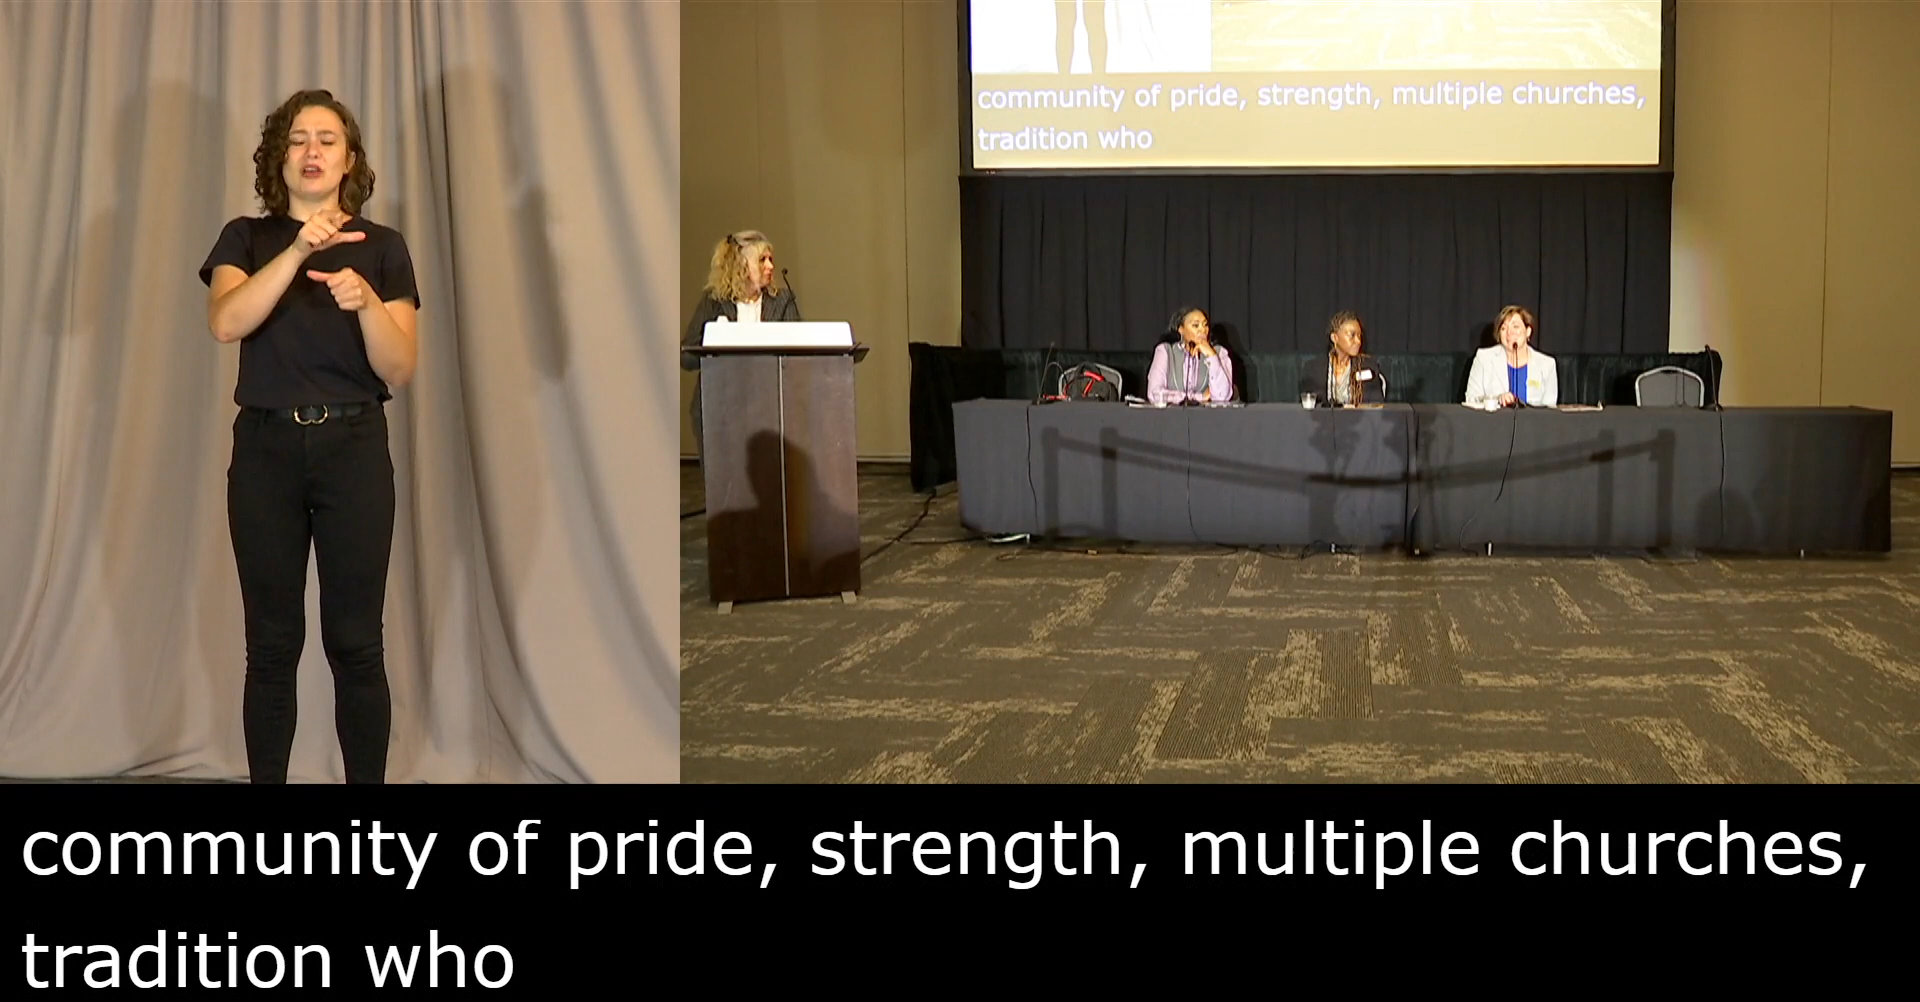 community of pride, strength, multiple churches,
tradition who
community of pride, strength, multiple churches,
tradition who